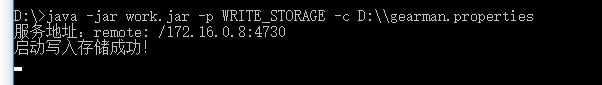 D:\>java -jar work.jar -p WRITE_STORAGE -c D:\\gearman.properties
服务地址: remote: /172.16.0.8:4730
启动写入存储成功!